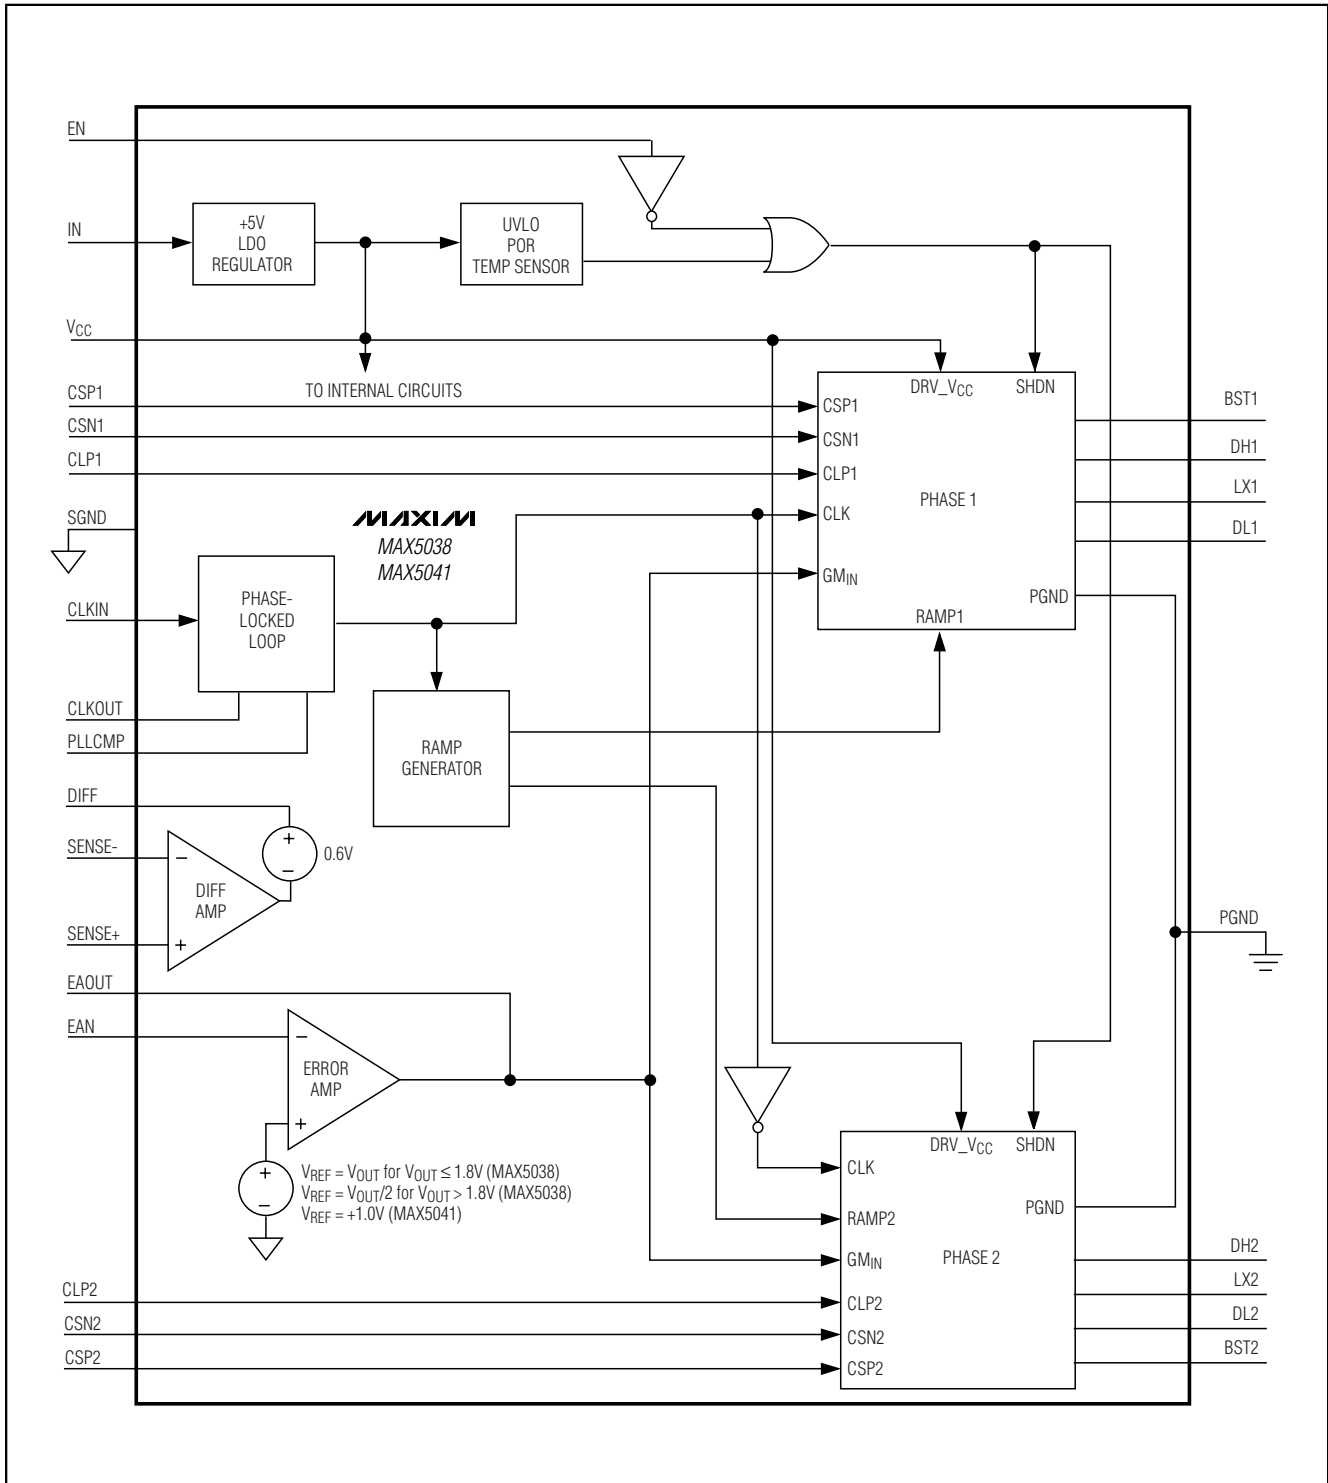 EN
IN
+5V
LDO
REGULATOR
UVLO
POR
TEMP SENSOR
VCC
TO INTERNAL CIRCUITS
CSP1
CSN1
CLP1
SGND
MAXIM
MAX5038
MAX5041
DRV_VCC
SHDN
CSP1
CSN1
CLP1
CLK
GMIN
PHASE 1
PGND
RAMP1
BST1
DH1
LX1
DL1
CLKIN
PHASE-
LOCKED
LOOP
CLKOUT
PLLCMP
RAMP
GENERATOR
DIFF
SENSE-
SENSE+
+
−
0.6V
−
DIFF
AMP
+
PGND
EAOUT
EAN
−
ERROR
AMP
+
+
−
VREF = VOUT for VOUT ≤ 1.8V (MAX5038)
VREF = VOUT/2 for VOUT > 1.8V (MAX5038)
VREF = +1.0V (MAX5041)
DRV_VCC
SHDN
CLK
RAMP2
GMIN
CLP2
CSN2
CSP2
PHASE 2
PGND
CLP2
CSN2
CSP2
DH2
LX2
DL2
BST2